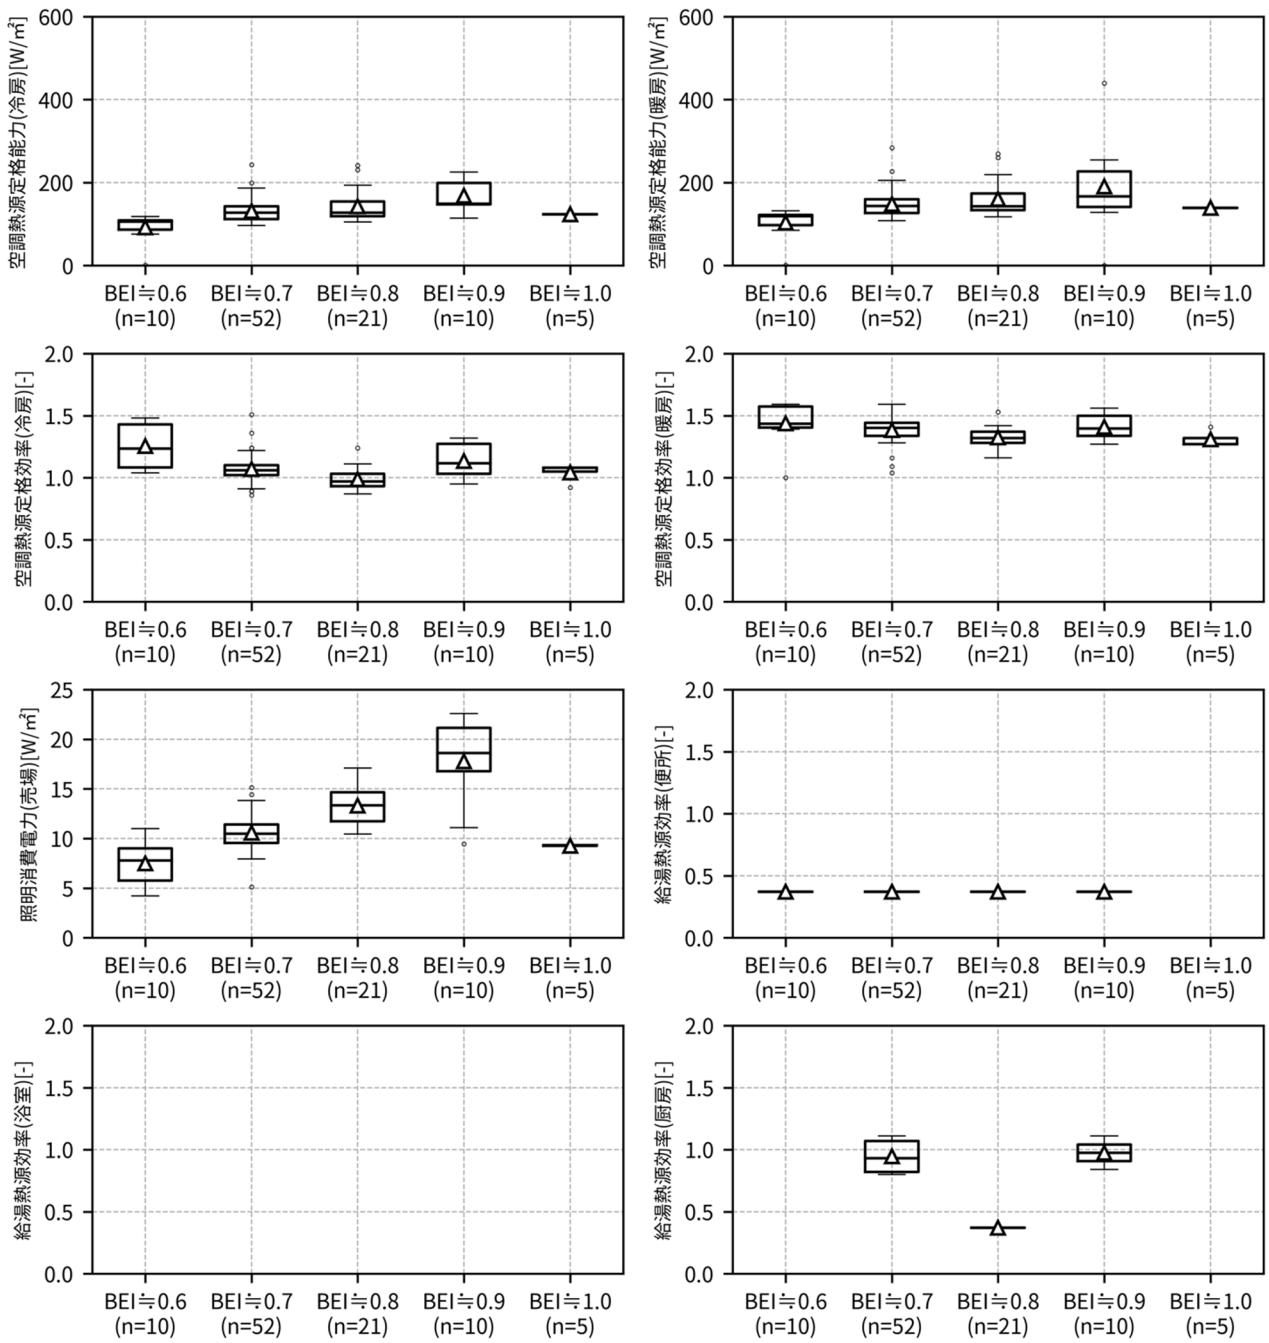 空調熱源定格能力(冷房)[W/㎡]
600
400
200
0
BEI≒0.6 BEI≒0.7 BEI≒0.8 BEI≒0.9 BEI≒1.0
(n=10) (n=52) (n=21) (n=10) (n=5)
空調熱源定格能力(暖房)[W/㎡]
600
400
200
0
BEI≒0.6 BEI≒0.7 BEI≒0.8 BEI≒0.9 BEI≒1.0
(n=10) (n=52) (n=21) (n=10) (n=5)
空調熱源定格効率(冷房)[-]
2.0
1.5
1.0
0.5
0.0
BEI≒0.6 BEI≒0.7 BEI≒0.8 BEI≒0.9 BEI≒1.0
(n=10) (n=52) (n=21) (n=10) (n=5)
空調熱源定格効率(暖房)[-]
2.0
1.5
1.0
0.5
0.0
BEI≒0.6 BEI≒0.7 BEI≒0.8 BEI≒0.9 BEI≒1.0
(n=10) (n=52) (n=21) (n=10) (n=5)
照明消費電力(売場)[W/㎡]
25
20
15
10
5
0
BEI≒0.6 BEI≒0.7 BEI≒0.8 BEI≒0.9 BEI≒1.0
(n=10) (n=52) (n=21) (n=10) (n=5)
給湯熱源効率(便所)[-]
2.0
1.5
1.0
0.5
0.0
BEI≒0.6 BEI≒0.7 BEI≒0.8 BEI≒0.9 BEI≒1.0
(n=10) (n=52) (n=21) (n=10) (n=5)
給湯熱源効率(浴室)[-]
2.0
1.5
1.0
0.5
0.0
BEI≒0.6 BEI≒0.7 BEI≒0.8 BEI≒0.9 BEI≒1.0
(n=10) (n=52) (n=21) (n=10) (n=5)
給湯熱源効率(厨房)[-]
2.0
1.5
1.0
0.5
0.0
BEI≒0.6 BEI≒0.7 BEI≒0.8 BEI≒0.9 BEI≒1.0
(n=10) (n=52) (n=21) (n=10) (n=5)